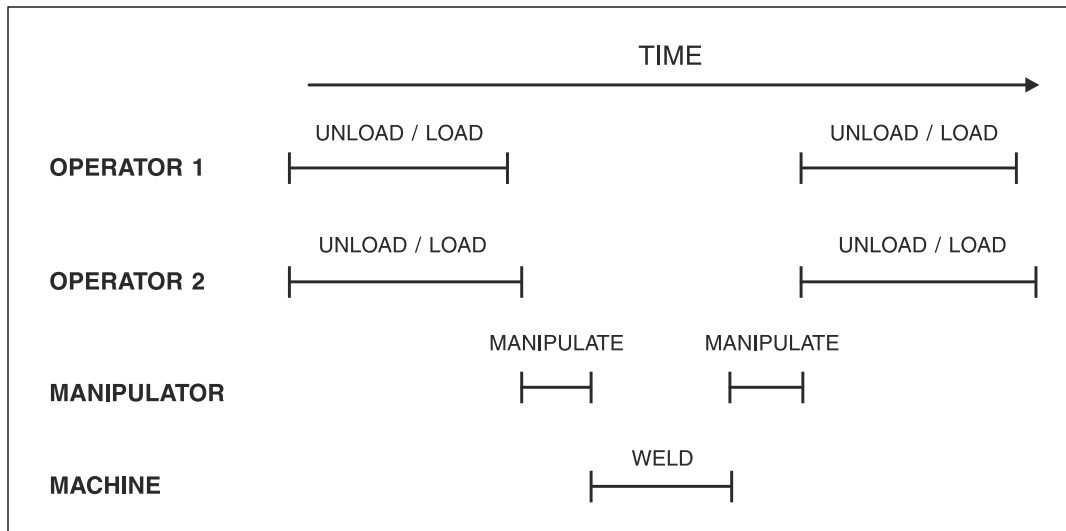 TIME
UNLOAD / LOAD UNLOAD / LOAD
OPERATOR 1
UNLOAD / LOAD UNLOAD / LOAD
OPERATOR 2
MANIPULATE MANIPULATE
MANIPULATOR
WELD
MACHINE